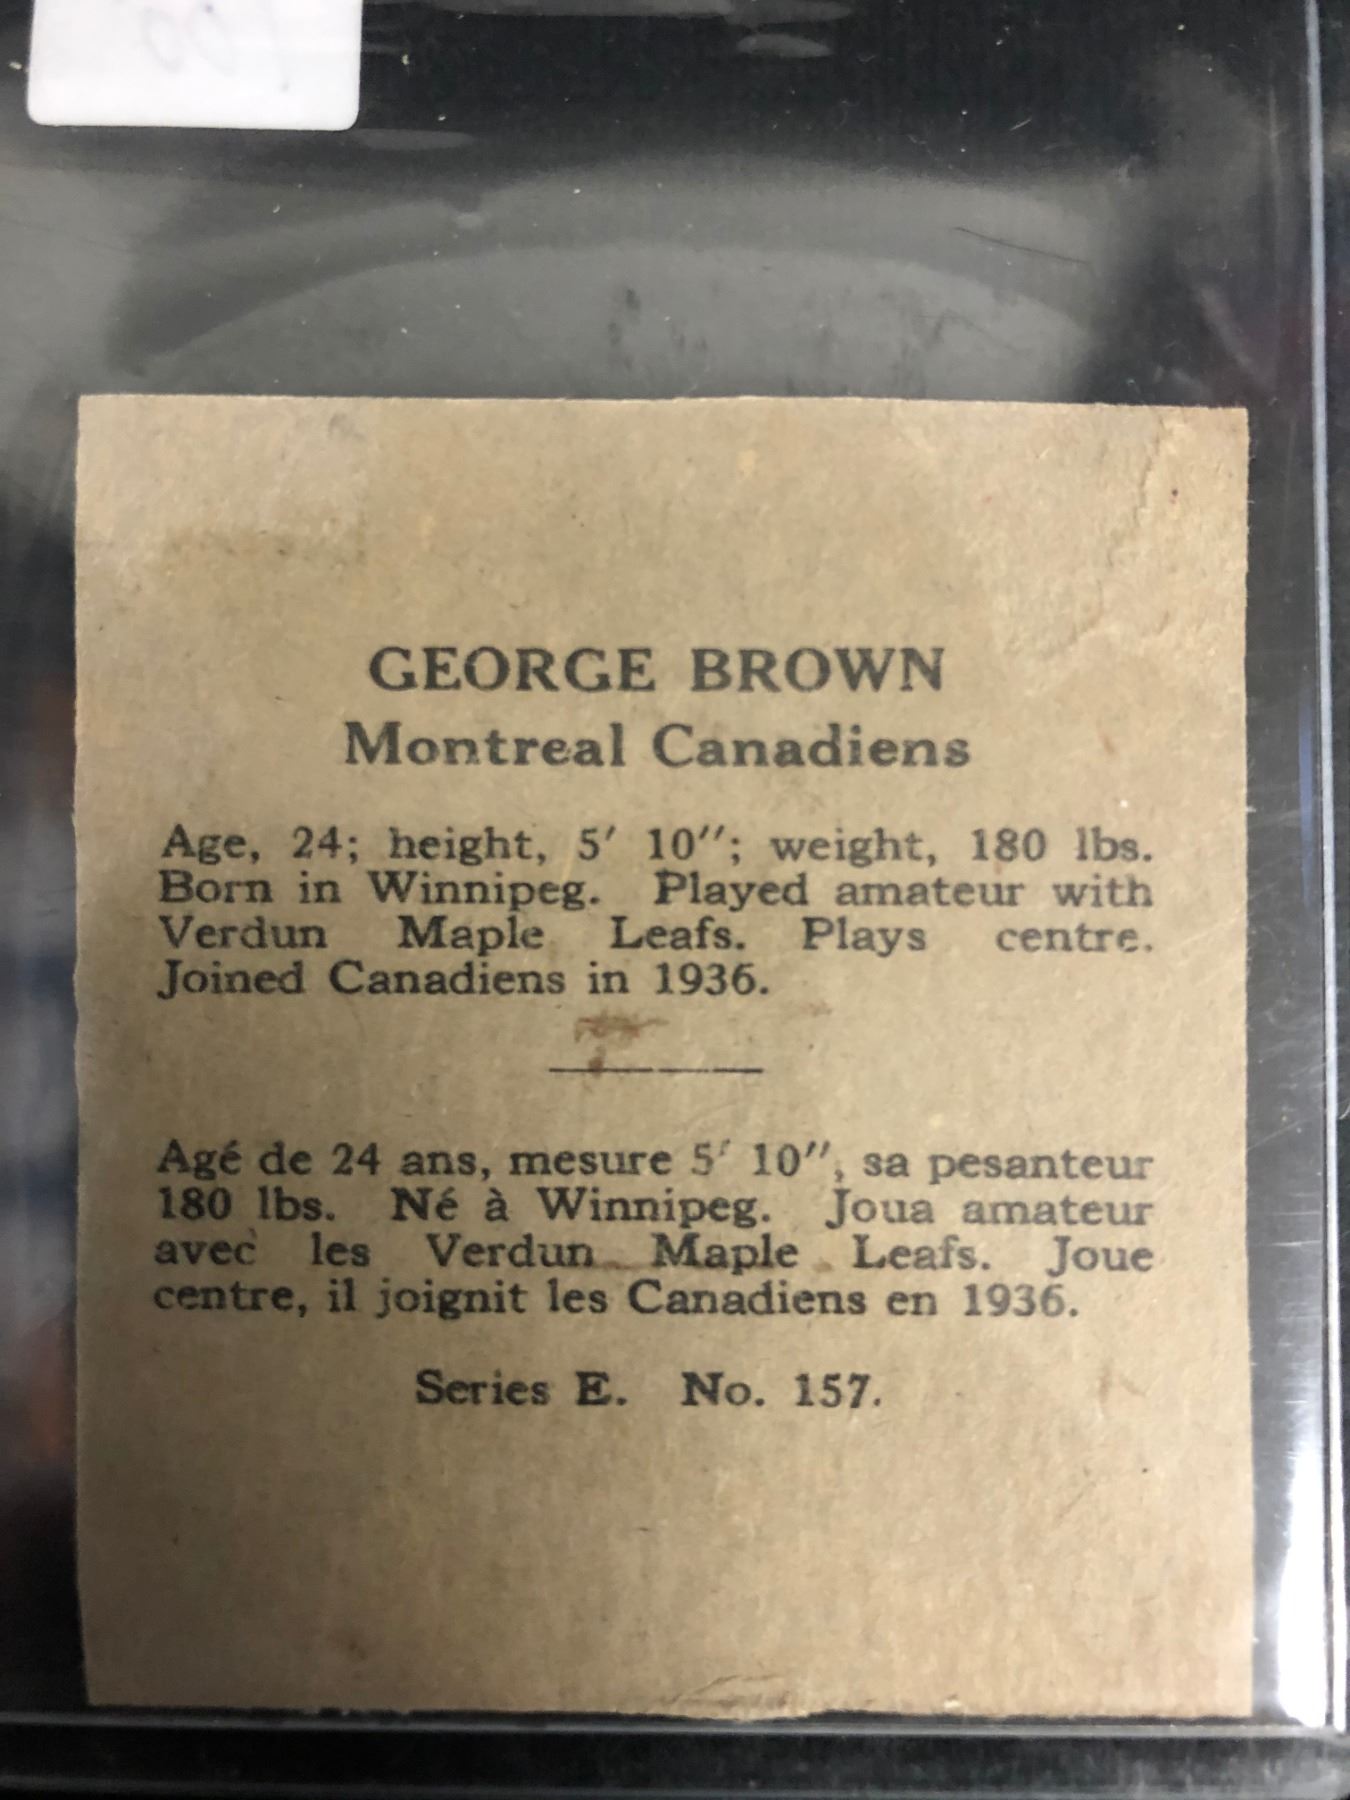 GEORGE BROWN
Montreal Canadiens
Age, 24; height, 5' 10"; weight, 180 lbs.
Born in Winnipeg. Played amateur with
Verdun Maple Leafs. Plays centre.
Joined Canadiens in 1936.
Agé de 24 ans, mesure 5' 10", sa pesanteur
180 lbs. Né à Winnipeg. Joua amateur
avec les Verdun Maple Leafs. Joue
centre, il joignit les Canadiens en 1936.
Series E. No. 157.